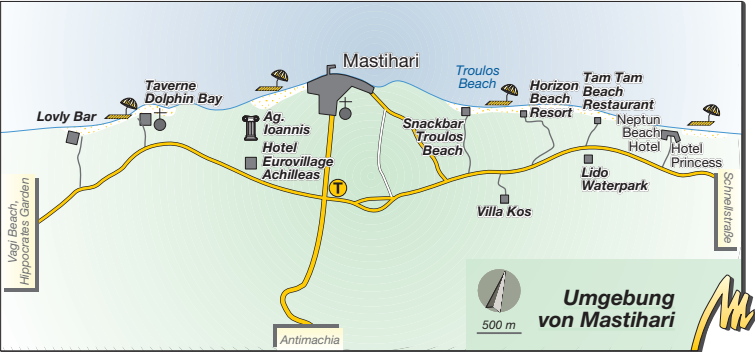 Mastihari
Troulos
Beach
Taverne
Dolphin Bay
Lovly Bar
Ag.
Ioannis
Hotel
Eurovillage
Achilleas
Snackbar
Troulos
Beach
Horizon
Beach
Resort
Tam Tam
Beach
Restaurant
Neptun
Beach
Hotel
Hotel
Princess
Lido
Waterpark
Villa Kos
T
Vagi Beach,
Hippocrates Garden
Schnellstraße
Antimachia
500 m
Umgebung
von Mastihari